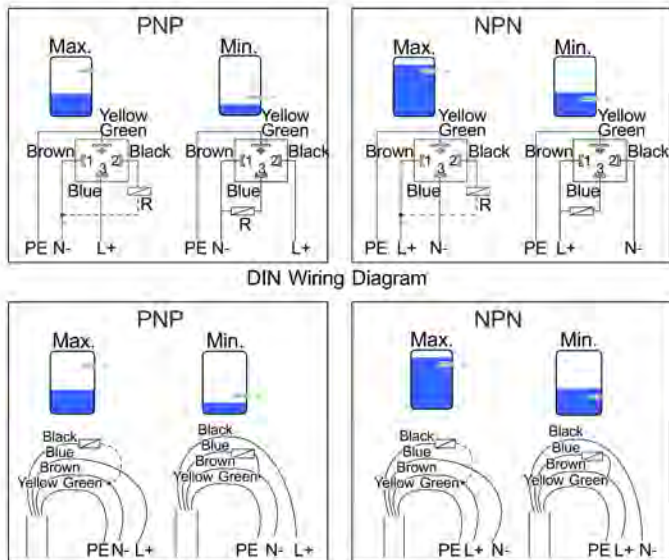 PNP
Max.
Min.
Yellow
Green
Brown
1
2
3
Black
Blue
R
PE N- L+
Yellow
Green
Brown
1
2
3
Black
Blue
R
PE N- L+
NPN
Max.
Min.
Yellow
Green
Brown
1
2
3
Black
Blue
R
PE L+ N-
Yellow
Green
Brown
1
2
3
Black
Blue
PE L+ N-
DIN Wiring Diagram
PNP
Max.
Min.
Black
Blue
Brown
Yellow Green
PE N- L+
Black
Blue
Brown
Yellow Green
PE N- L+
NPN
Max.
Min.
Black
Blue
Brown
Yellow Green
PE L+ N-
Black
Blue
Brown
Yellow Green
PE L+ N-